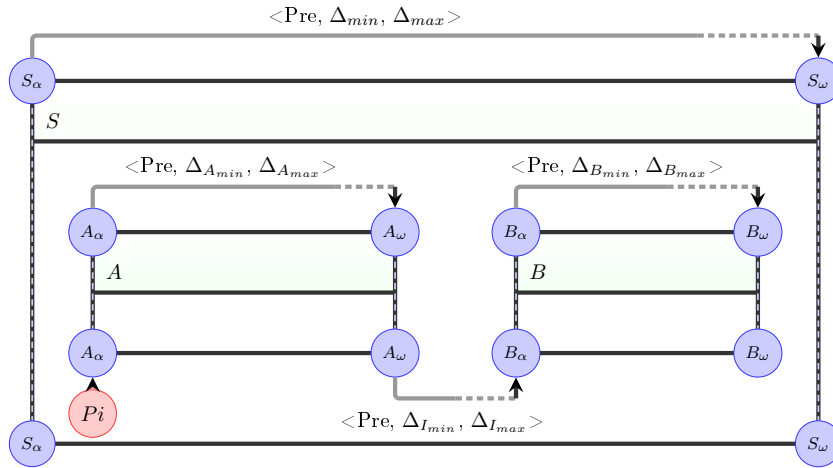 <Pre, Δ_min, Δ_max>
S_α S_ω
S
<Pre, Δ_A_min, Δ_A_max> <Pre, Δ_B_min, Δ_B_max>
A_α A_ω B_α B_ω
A B
A_α A_ω B_α B_ω
Pi <Pre, Δ_I_min, Δ_I_max>
S_α S_ω